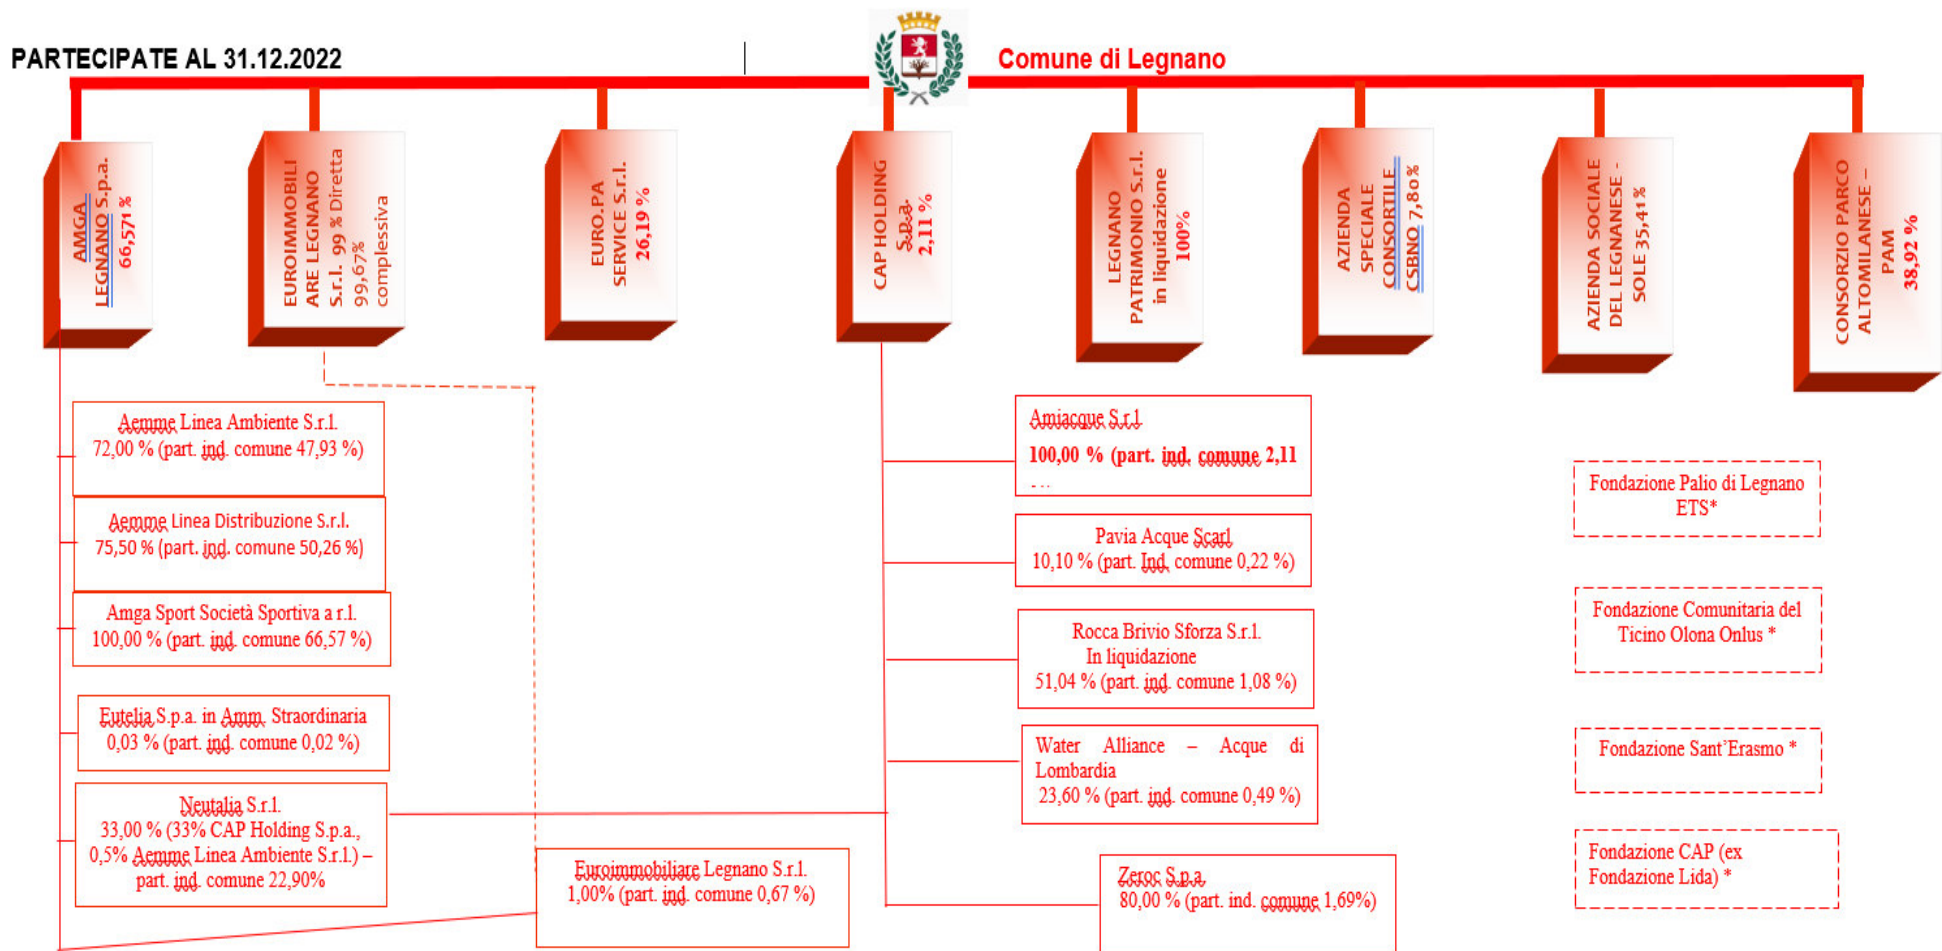 PARTECIPATE AL 31.12.2022
Comune di Legnano
AMGA
LEGNANO S.p.a.
66,571 %
EUROIMMOBILI
ARE LEGNANO
S.r.l. 99 % Diretta
99,67%
complessiva
EURO.PA
SERVICE S.r.l.
26,19 %
CAP HOLDING
S.p.a.
2,11 %
LEGNANO
PATRIMONIO S.r.l.
in liquidazione
100%
AZIENDA
SPECIALE
CONSORTILE
CSBNO 7,80%
AZIENDA SOCIALE
DEL LEGNANESE -
SOLE 35,41 %
CONSORZIO PARCO
ALTOMILANESE –
PAM
38,92 %
Aemme Linea Ambiente S.r.l.
72,00 % (part. ind. comune 47,93 %)
Aemme Linea Distribuzione S.r.l.
75,50 % (part. ind. comune 50,26 %)
Amga Sport Società Sportiva a r.l.
100,00 % (part. ind. comune 66,57 %)
Eutelia S.p.a. in Amm. Straordinaria
0,03 % (part. ind. comune 0,02 %)
Neutalia S.r.l.
33,00 % (33% CAP Holding S.p.a.,
0,5% Aemme Linea Ambiente S.r.l.) –
part. ind. comune 22,90%
Euroimmobiliare Legnano S.r.l.
1,00% (part. ind. comune 0,67 %)
Amiacque S.r.l.
100,00 % (part. ind. comune 2,11
Pavia Acque Scarl
10,10 % (part. Ind. comune 0,22 %)
Rocca Brivio Sforza S.r.l.
In liquidazione
51,04 % (part. ind. comune 1,08 %)
Water Alliance – Acque di
Lombardia
23,60 % (part. ind. comune 0,49 %)
Zeroc S.p.a.
80,00 % (part. ind. comune 1,69%)
Fondazione Palio di Legnano
ETS*
Fondazione Comunitaria del
Ticino Olona Onlus *
Fondazione Sant'Erasmo *
Fondazione CAP (ex
Fondazione Lida) *